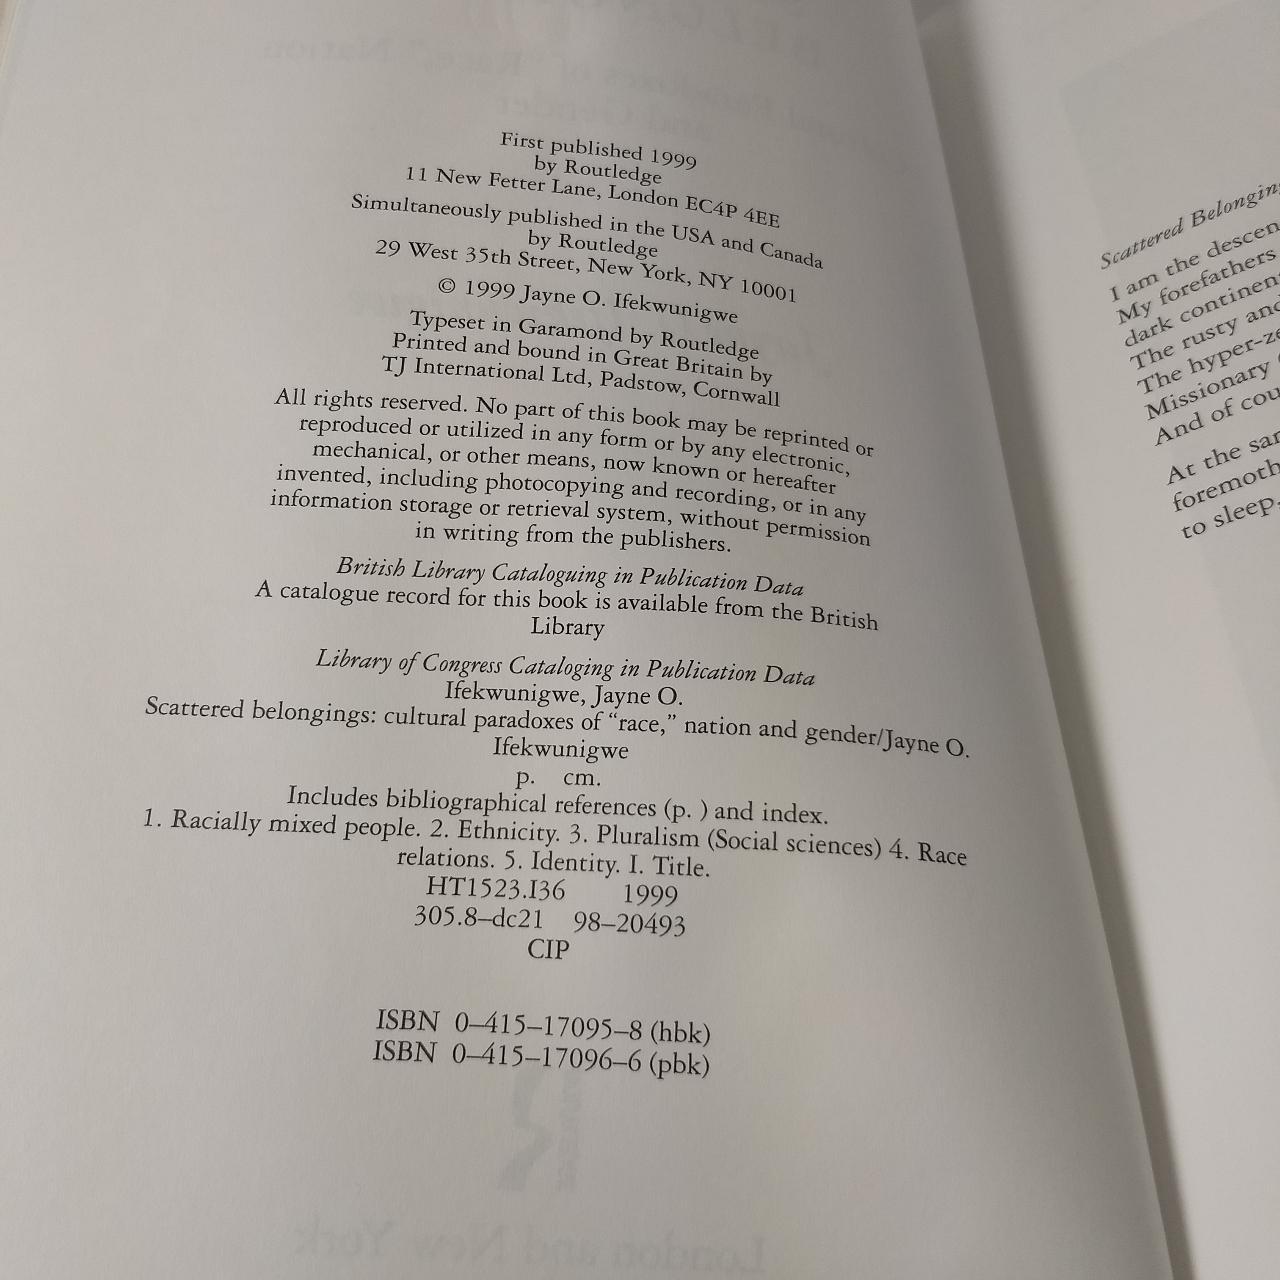 First published 1999
by Routledge
11 New Fetter Lane, London EC4P 4EE
Simultaneously published in the USA and Canada
by Routledge
29 West 35th Street, New York, NY 10001
© 1999 Jayne O. Ifekwunigwe
Typeset in Garamond by Routledge
Printed and bound in Great Britain by
TJ International Ltd, Padstow, Cornwall
All rights reserved. No part of this book may be reprinted or
reproduced or utilized in any form or by any electronic,
mechanical, or other means, now known or hereafter
invented, including photocopying and recording, or in any
information storage or retrieval system, without permission
in writing from the publishers.
British Library Cataloguing in Publication Data
A catalogue record for this book is available from the British
Library
Library of Congress Cataloging in Publication Data
Ifekwunigwe, Jayne O.
Scattered belongings: cultural paradoxes of “race,” nation and gender/Jayne O.
Ifekwunigwe
p. cm.
Includes bibliographical references (p. ) and index.
1. Racially mixed people. 2. Ethnicity. 3. Pluralism (Social sciences) 4. Race
relations. 5. Identity. I. Title.
HT1523.I36 1999
305.8–dc21 98–20493
CIP
ISBN 0–415–17095–8 (hbk)
ISBN 0–415–17096–6 (pbk)
Scattered Belonging
I am the descen
My forefathers
dark continen
The rusty and
The hyper-ze
Missionary
And of cou
At the sar
foremoth
to sleep,